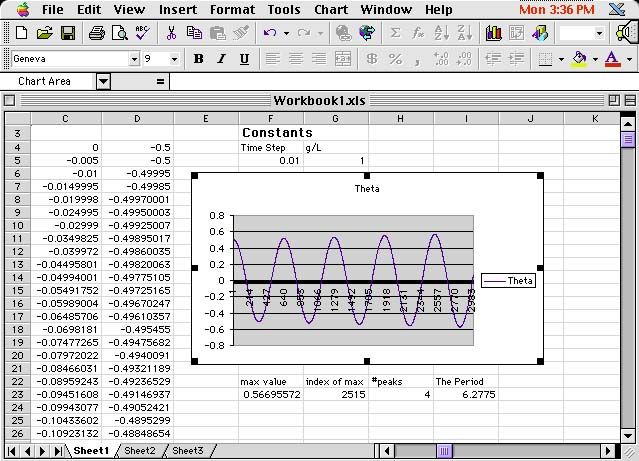 File Edit View Insert Format Tools Data Chart Window Help Mon 3:36 PM
Geneva 9 B I U $ % ,
Chart Area =
Workbook1.xls
C D E F G H I J K
3 Constants
4 0 -0.5 Time Step g/L
5 -0.005 -0.5 0.01 1
6 -0.01 -0.49995
7 -0.0149995 -0.49985
8 -0.019998 -0.49970001
9 -0.024995 -0.49950003
10 -0.02999 -0.49925007
11 -0.0349825 -0.49895017
12 -0.039972 -0.49860035
13 -0.04495801 -0.49820063
14 -0.04994001 -0.49775105
15 -0.05491752 -0.49725165
16 -0.05989004 -0.49670247
17 -0.06485706 -0.49610357
18 -0.0698181 -0.495455
19 -0.07477265 -0.49475682
20 -0.07972022 -0.4940091
21 -0.08466031 -0.49321189
22 -0.08959243 -0.49236529 max value index of max #peaks The Period
23 -0.09451608 -0.49146937 0.56695572 2515 4 6.2775
24 -0.09943077 -0.49052421
25 -0.10433602 -0.4895299
26 -0.10923132 -0.48848654
Theta
0.8
0.6
0.4
0.2
0
-0.2
-0.4
-0.6
-0.8
1 214 427 640 853 1066 1279 1492 1705 1918 2131 2344 2557 2770 2983
Theta
Sheet1 Sheet2 Sheet3